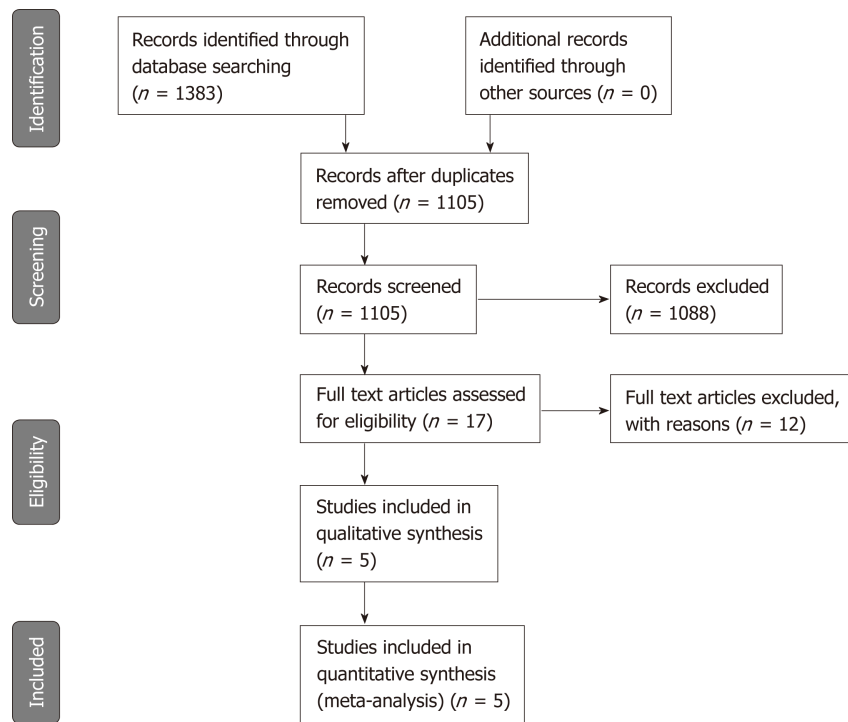 Identification
Records identified through
database searching
(n = 1383)
Additional records
identified through
other sources (n = 0)
Records after duplicates
removed (n = 1105)
Screening
Records screened
(n = 1105)
Records excluded
(n = 1088)
Eligibility
Full text articles assessed
for eligibility (n = 17)
Full text articles excluded,
with reasons (n = 12)
Studies included in
qualitative synthesis
(n = 5)
Included
Studies included in
quantitative synthesis
(meta-analysis) (n = 5)